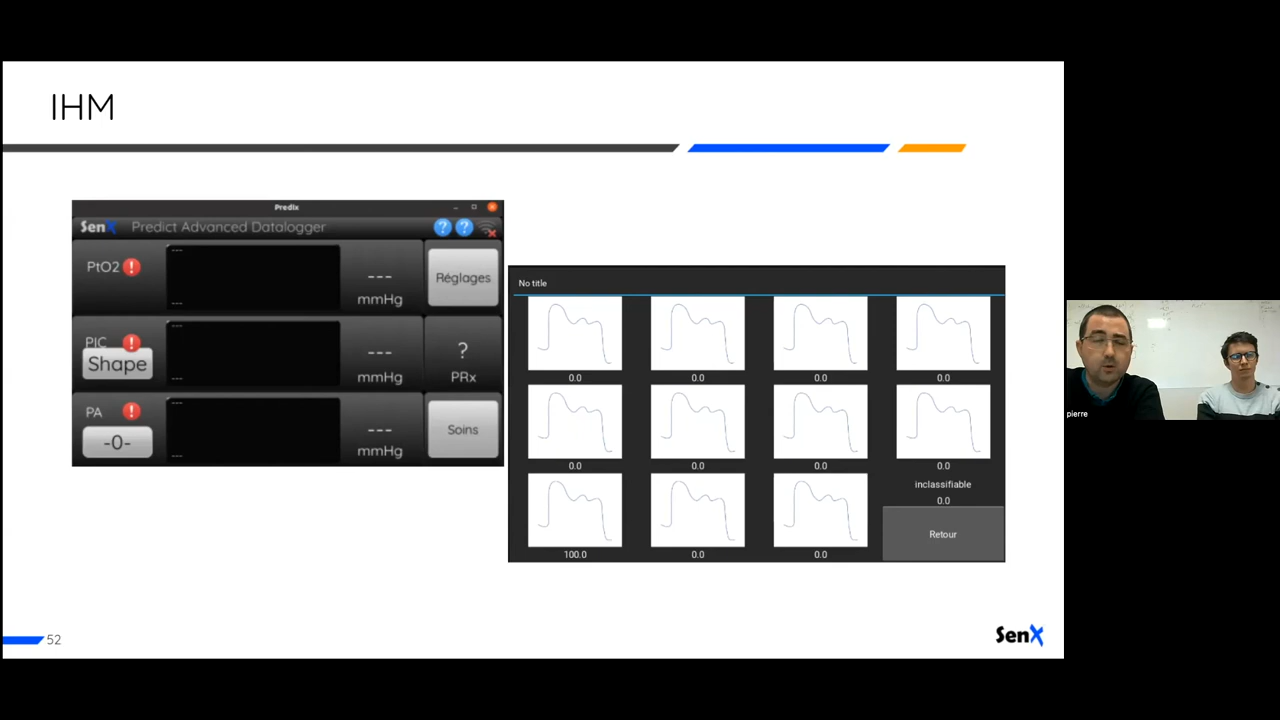 IHM
Predix
SenX Predict Advanced Datalogger ? ?
PtO2 !
---
---
---
mmHg
Réglages
PIC !
Shape
---
---
---
mmHg
?
PRx
PA !
-0-
---
---
---
mmHg
Soins
No title
0.0 0.0 0.0 0.0
0.0 0.0 0.0 0.0
inclassifiable
0.0
100.0 0.0 0.0
Retour
pierre
52
SenX